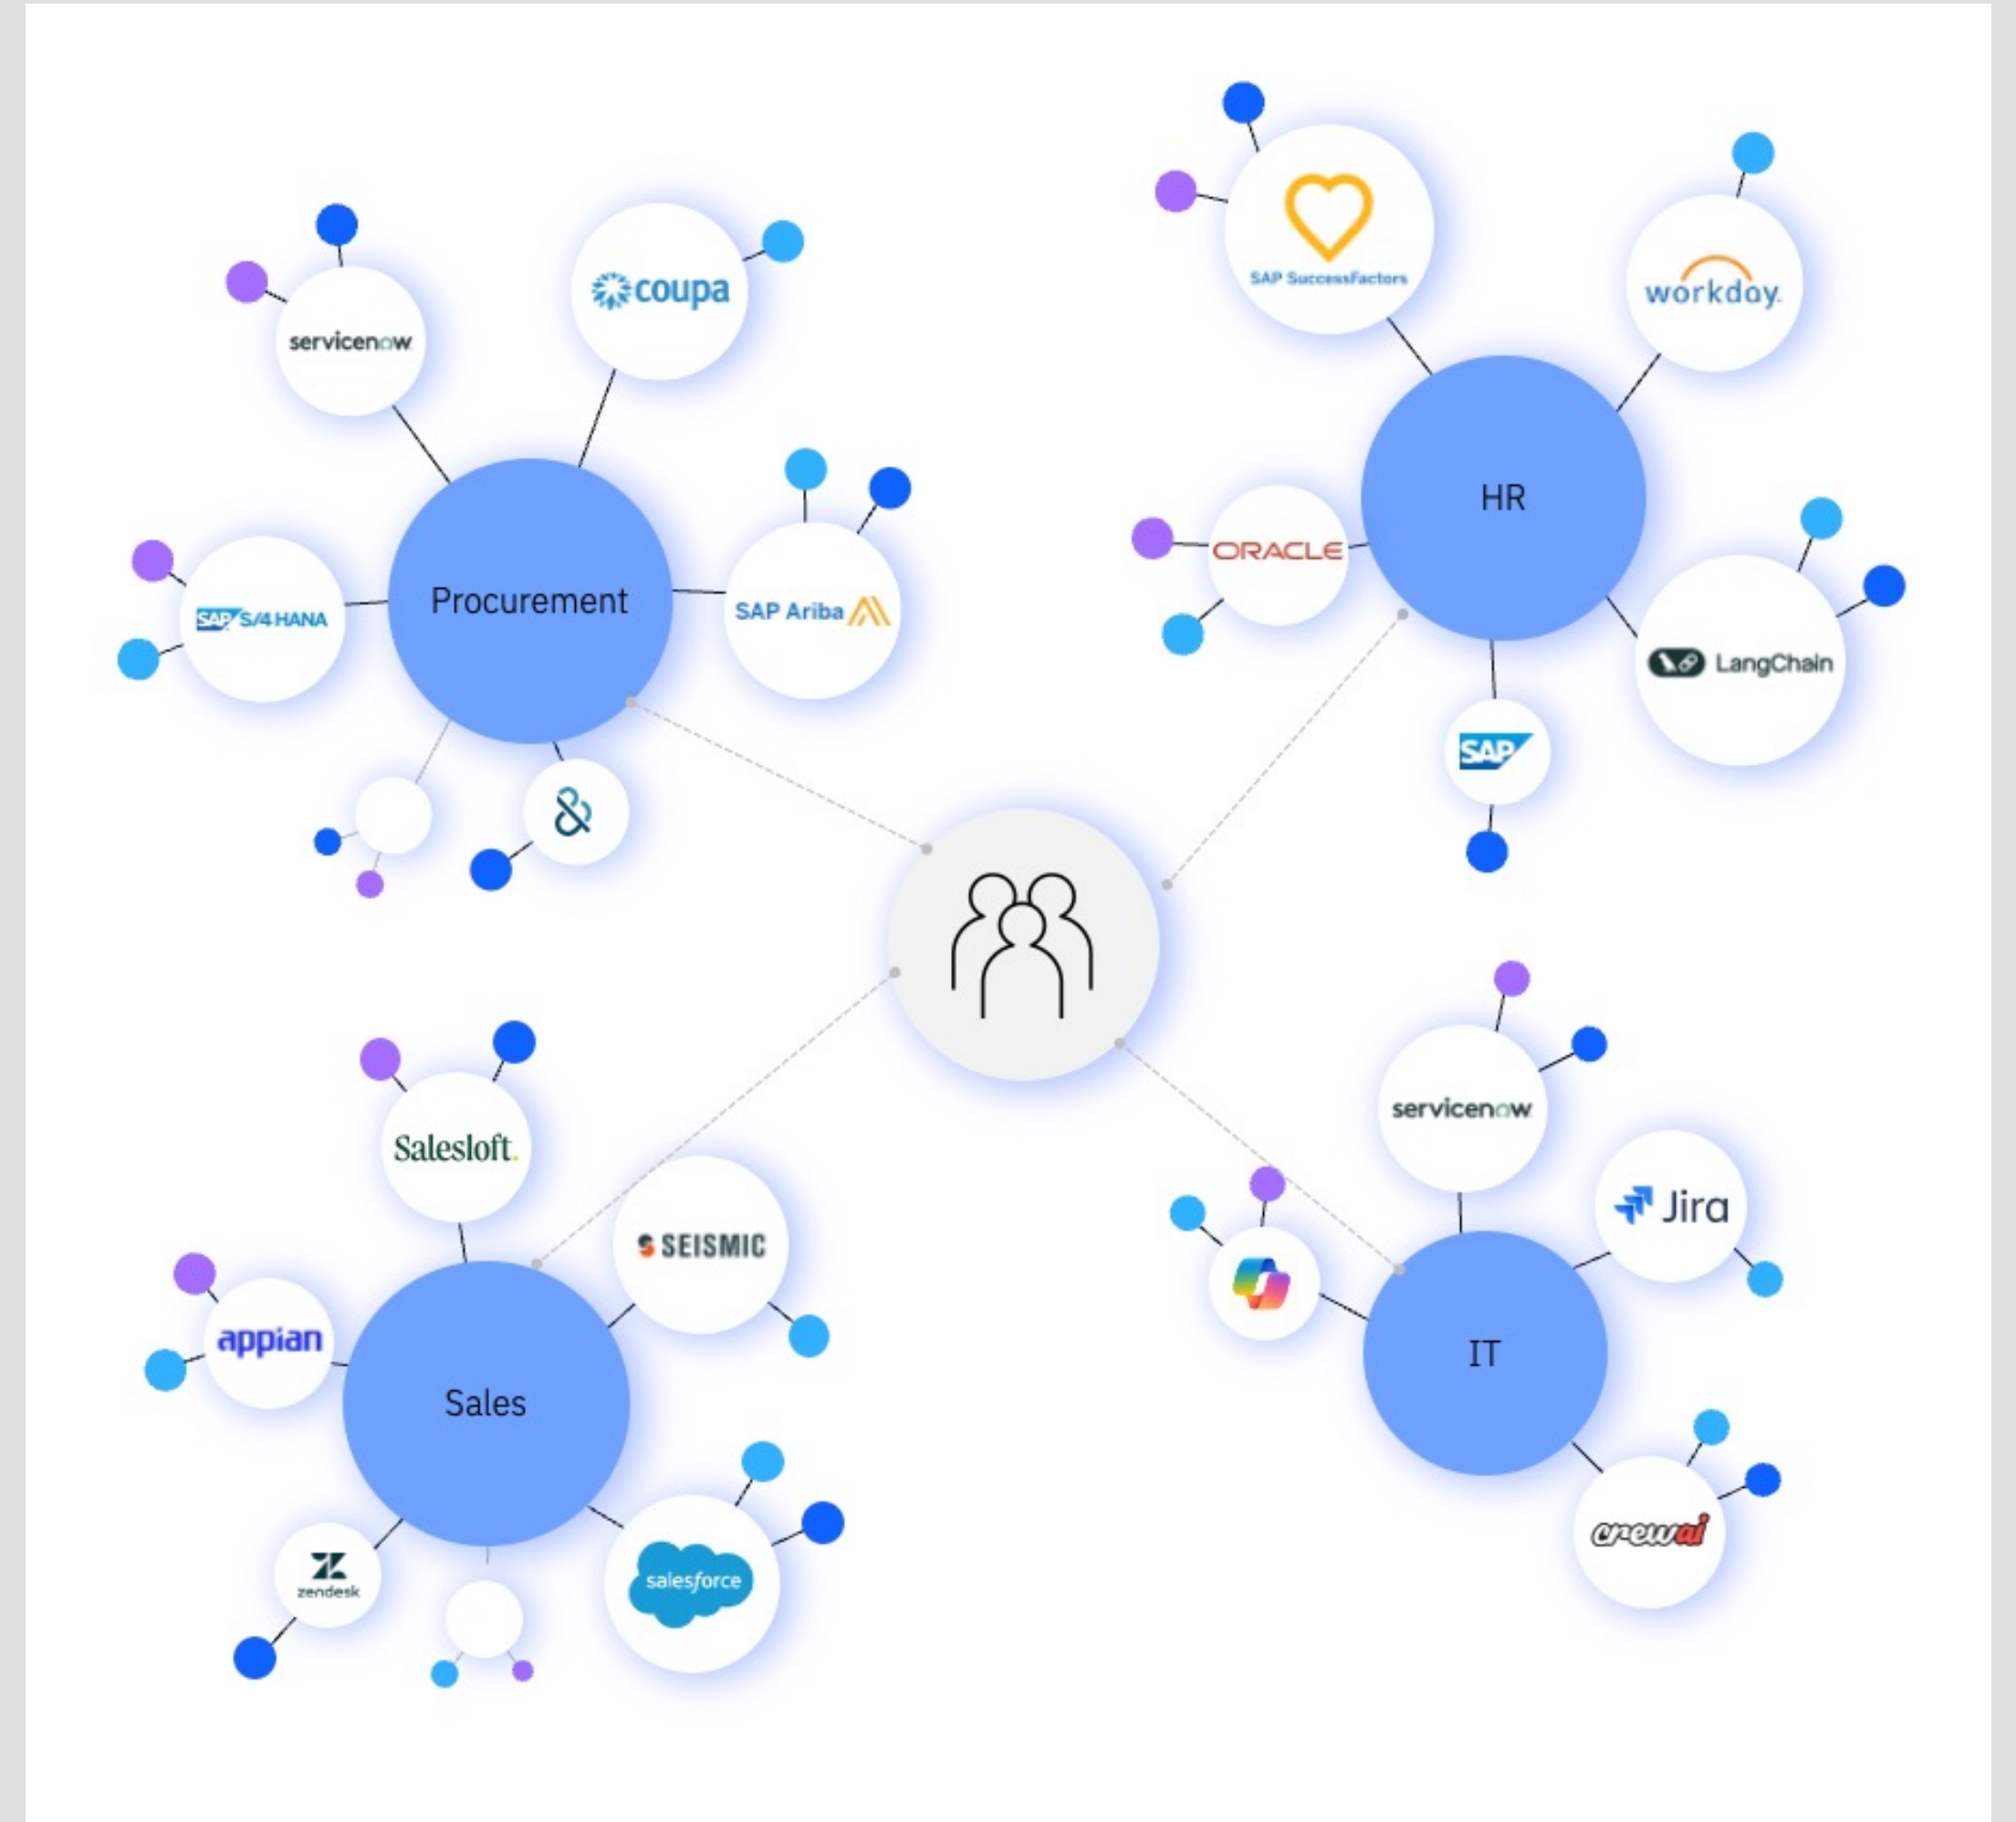 servicenow
coupa
Procurement
SAP S/4HANA
SAP Ariba
&
SAP SuccessFactors
workday.
HR
ORACLE
LangChain
SAP
Salesloft.
SEISMIC
appian
Sales
zendesk
salesforce
servicenow
Jira
IT
crewai